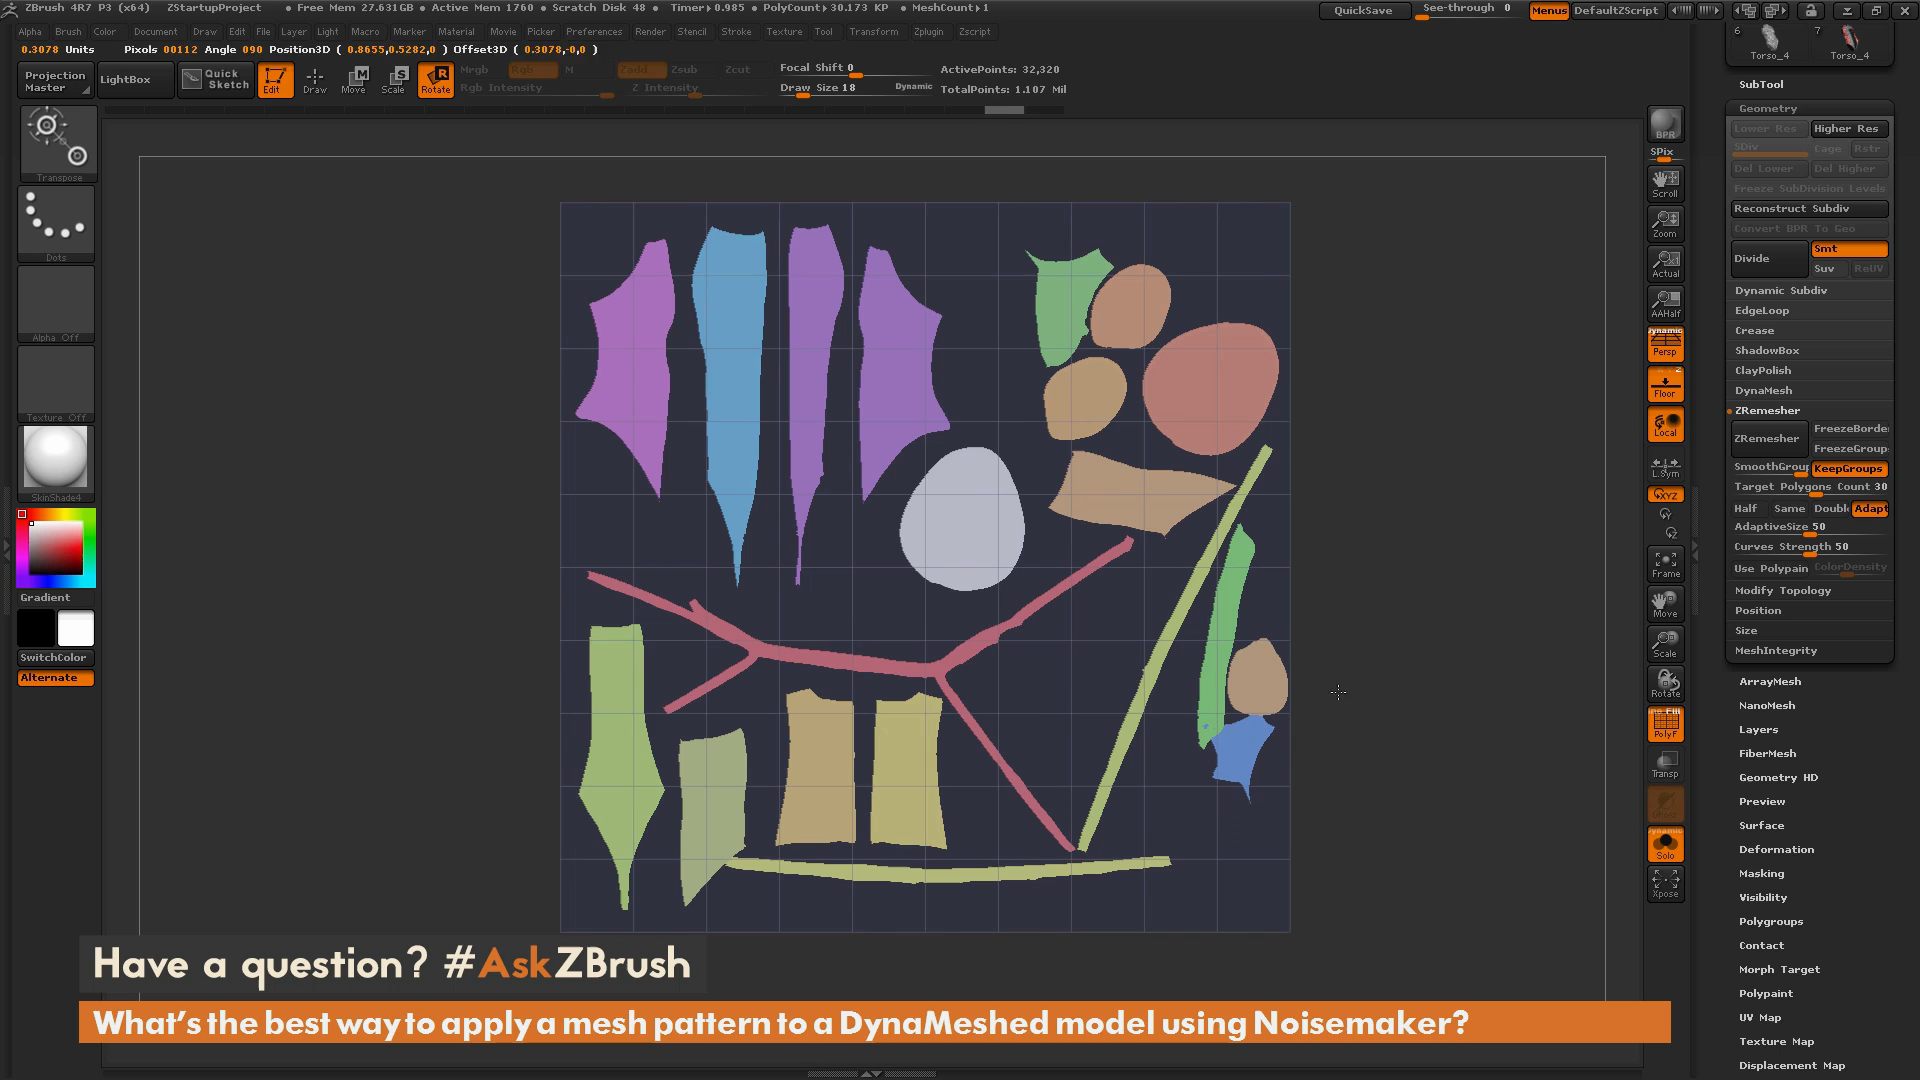 ZBrush 4R7 P3 (x64) ZStartupProject • Free Mem 27.631GB • Active Mem 1760 • Scratch Disk 48 • Timer▸0.985 • PolyCount▸30.173 KP • MeshCount▸1 QuickSave See-through 0 Menus DefaultZScript
Alpha Brush Color Document Draw Edit File Layer Light Macro Marker Material Movie Picker Preferences Render Stencil Stroke Texture Tool Transform Zplugin Zscript
0.3078 Units Pixols 00112 Angle 090 Position3D ( 0.8655,0.5282,0 ) Offset3D ( 0.3078,-0,0 )
Projection Master
LightBox
Quick Sketch
Edit
Draw
Move
Scale
Rotate
Mrgb Rgb M
Rgb Intensity
Zadd Zsub Zcut
Z Intensity
Focal Shift 0
Draw Size 18 Dynamic
ActivePoints: 32,320
TotalPoints: 1.107 Mil
Transpose
Dots
Alpha Off
Texture Off
SkinShade4
Gradient
SwitchColor
Alternate
BPR
SPix
Scroll
Zoom
Actual
AAHalf
Dynamic
Persp
Floor
Local
L.Sym
XYZ
Frame
Move
Scale
Rotate
Line Fill
PolyF
Transp
Dynamic
Solo
Xpose
6 7
Torso_4 Torso_4
SubTool
Geometry
Lower Res Higher Res
SDiv Cage Rstr
Del Lower Del Higher
Freeze SubDivision Levels
Reconstruct Subdiv
Convert BPR To Geo
Divide Smt
Suv ReUV
Dynamic Subdiv
EdgeLoop
Crease
ShadowBox
ClayPolish
DynaMesh
ZRemesher
ZRemesher FreezeBorde
FreezeGroup
SmoothGroup KeepGroups
Target Polygons Count 30
Half Same Doubl Adapt
AdaptiveSize 50
Curves Strength 50
Use Polypain ColorDensity
Modify Topology
Position
Size
MeshIntegrity
ArrayMesh
NanoMesh
Layers
FiberMesh
Geometry HD
Preview
Surface
Deformation
Masking
Visibility
Polygroups
Contact
Morph Target
Polypaint
UV Map
Texture Map
Displacement Map
Have a question? #AskZBrush
What's the best way to apply a mesh pattern to a DynaMeshed model using Noisemaker?